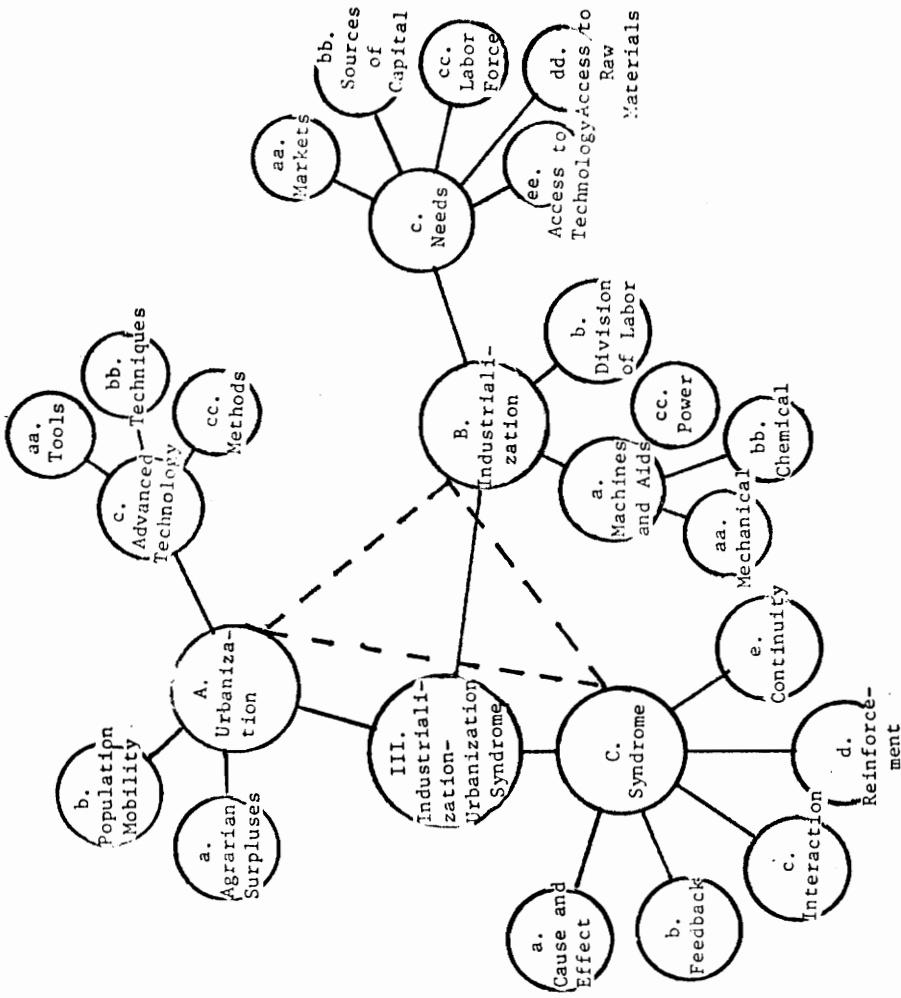 III.
Industriali-
zation-
Urbanization
Syndrome
A.
Urbaniza-
tion
a.
Agrarian
Surpluses
b.
Population
Mobility
c.
Advanced
Technology
aa.
Tools
bb.
Techniques
cc.
Methods
B.
Industriali-
zation
a.
Machines
and Aids
aa.
Mechanical
bb.
Chemical
cc.
Power
b.
Division
of Labor
c.
Needs
aa.
Markets
bb.
Sources
of
Capital
cc.
Labor
Force
dd.
Access to
Raw
Materials
ee.
Access to
Technology
C.
Syndrome
a.
Cause and
Effect
b.
Feedback
c.
Interaction
d.
Reinforce-
ment
e.
Continuity